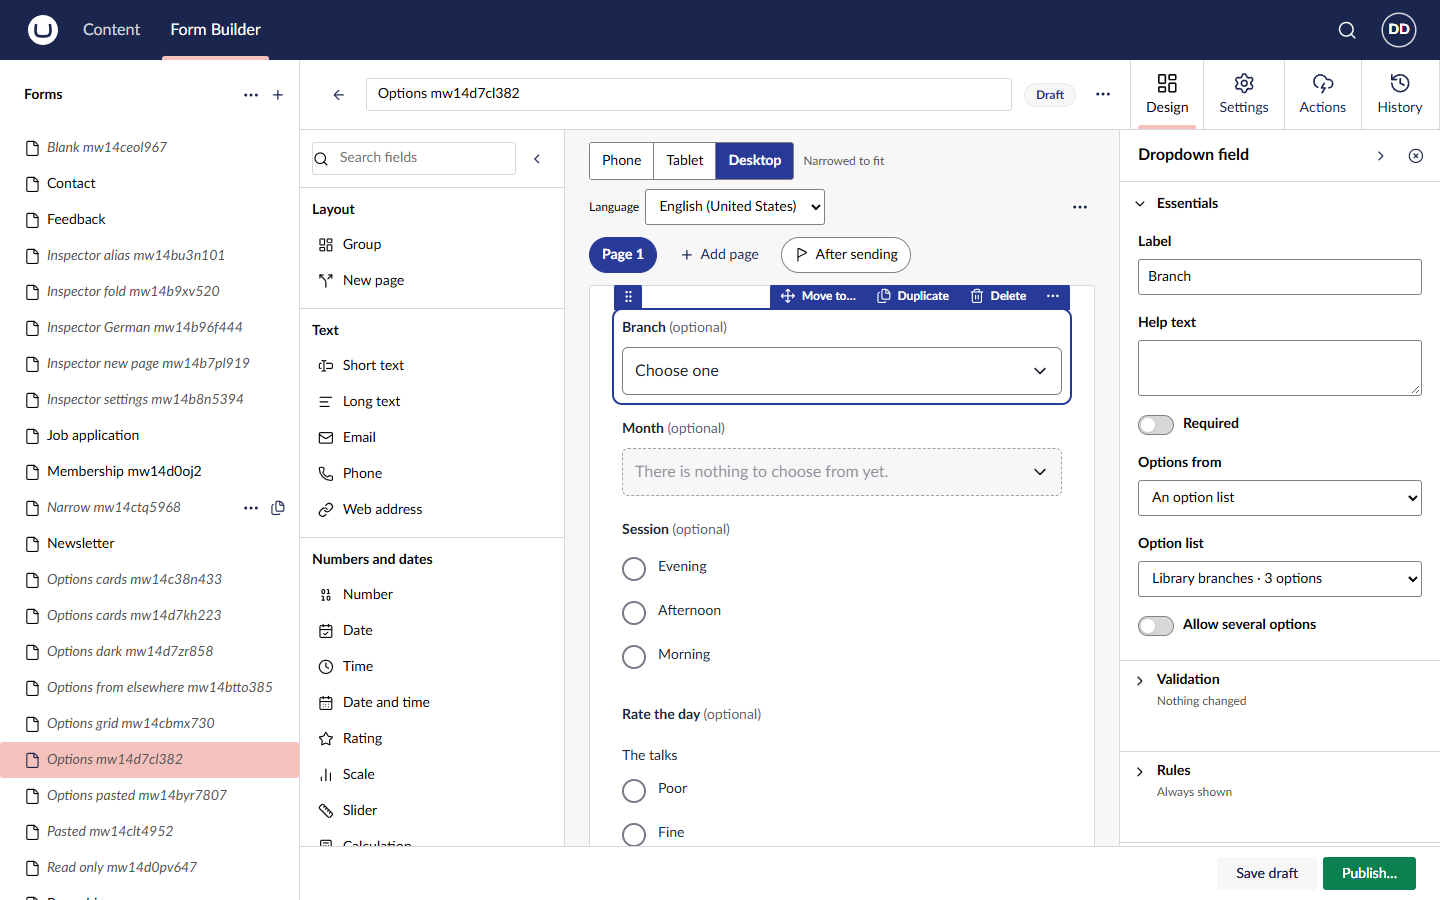 Content
Form Builder
DD
Forms
Blank mw14ceol967
Contact
Feedback
Inspector alias mw14bu3n101
Inspector fold mw14b9xv520
Inspector German mw14b96f444
Inspector new page mw14b7pl919
Inspector settings mw14b8n5394
Job application
Membership mw14d0oj2
Narrow mw14ctq5968
Newsletter
Options cards mw14c38n433
Options cards mw14d7kh223
Options dark mw14d7zr858
Options from elsewhere mw14btto385
Options grid mw14cbmx730
Options mw14d7cl382
Options pasted mw14byr7807
Pasted mw14clt4952
Read only mw14d0pv647
Options mw14d7cl382
Draft
Design
Settings
Actions
History
Search fields
Layout
Group
New page
Text
Short text
Long text
Email
Phone
Web address
Numbers and dates
Number
Date
Time
Date and time
Rating
Scale
Slider
Calculation
Phone
Tablet
Desktop
Narrowed to fit
Language
English (United States)
Page 1
Add page
After sending
Move to...
Duplicate
Delete
Branch (optional)
Choose one
Month (optional)
There is nothing to choose from yet.
Session (optional)
Evening
Afternoon
Morning
Rate the day (optional)
The talks
Poor
Fine
Dropdown field
Essentials
Label
Branch
Help text
Required
Options from
An option list
Option list
Library branches · 3 options
Allow several options
Validation
Nothing changed
Rules
Always shown
Save draft
Publish...